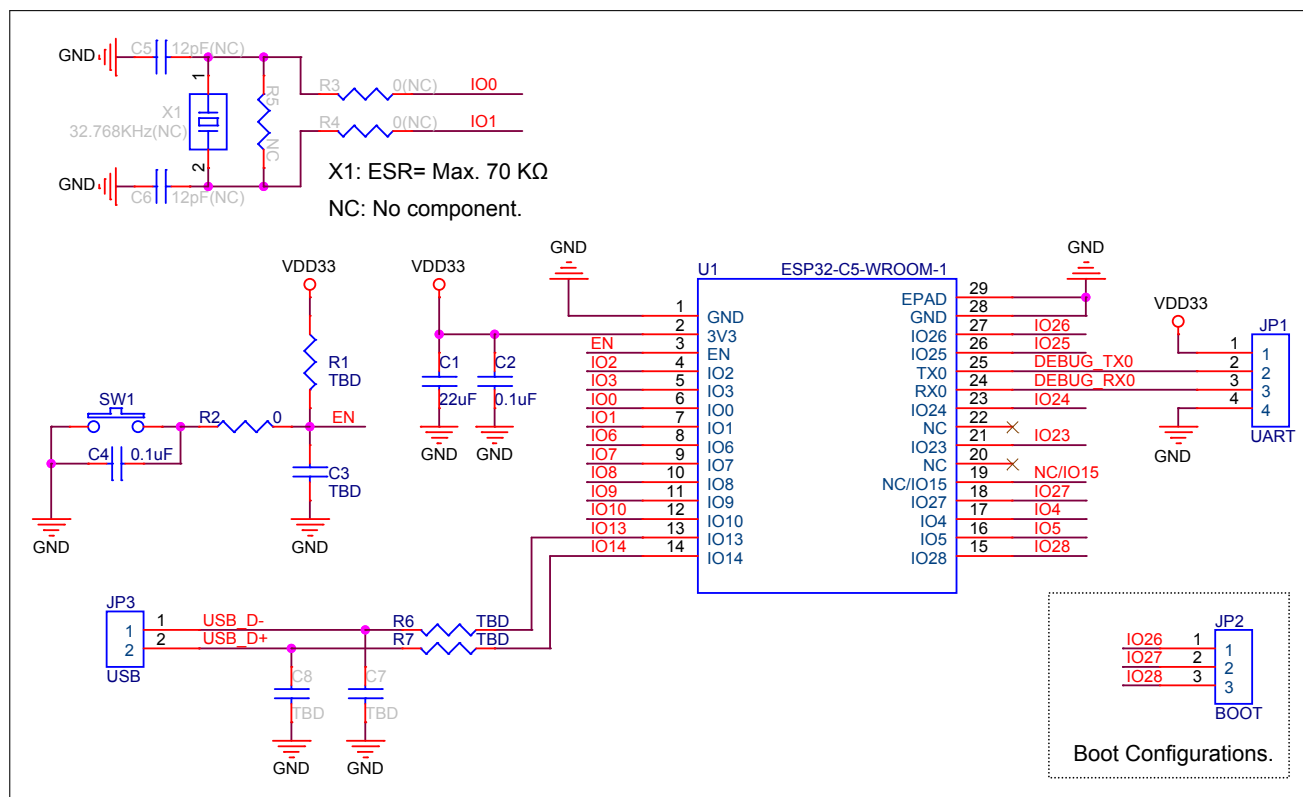 GND C5 12pF(NC)
1
X1
32.768KHz(NC)
2
R5
NC
GND
C6 12pF(NC)
R3 0(NC) IO0
R4 0(NC) IO1
X1: ESR= Max. 70 KΩ
NC: No component.
VDD33
R1
TBD
SW1
R2 0 EN
C4 0.1uF
C3
TBD
GND
GND
VDD33
C1
22uF
C2
0.1uF
GND
GND
GND
U1 ESP32-C5-WROOM-1
1 GND
2 3V3
EN 3 EN
IO2 4 IO2
IO3 5 IO3
IO0 6 IO0
IO1 7 IO1
IO6 8 IO6
IO7 9 IO7
IO8 10 IO8
IO9 11 IO9
IO10 12 IO10
IO13 13 IO13
IO14 14 IO14
GND
EPAD 29
GND 28
IO26 27 IO26
IO25 26 IO25
TX0 25 DEBUG_TX0
RX0 24 DEBUG_RX0
IO24 23 IO24
NC 22
IO23 21 IO23
NC 20
NC/IO15 19 NC/IO15
IO27 18 IO27
IO4 17 IO4
IO5 16 IO5
IO28 15 IO28
VDD33
JP1
1 1
2 2
3 3
4 4
UART
GND
JP3
1 1 USB_D-
2 2 USB_D+
USB
R6 TBD
R7 TBD
C8
TBD
C7
TBD
GND
GND
JP2
IO26 1 1
IO27 2 2
IO28 3 3
BOOT
Boot Configurations.